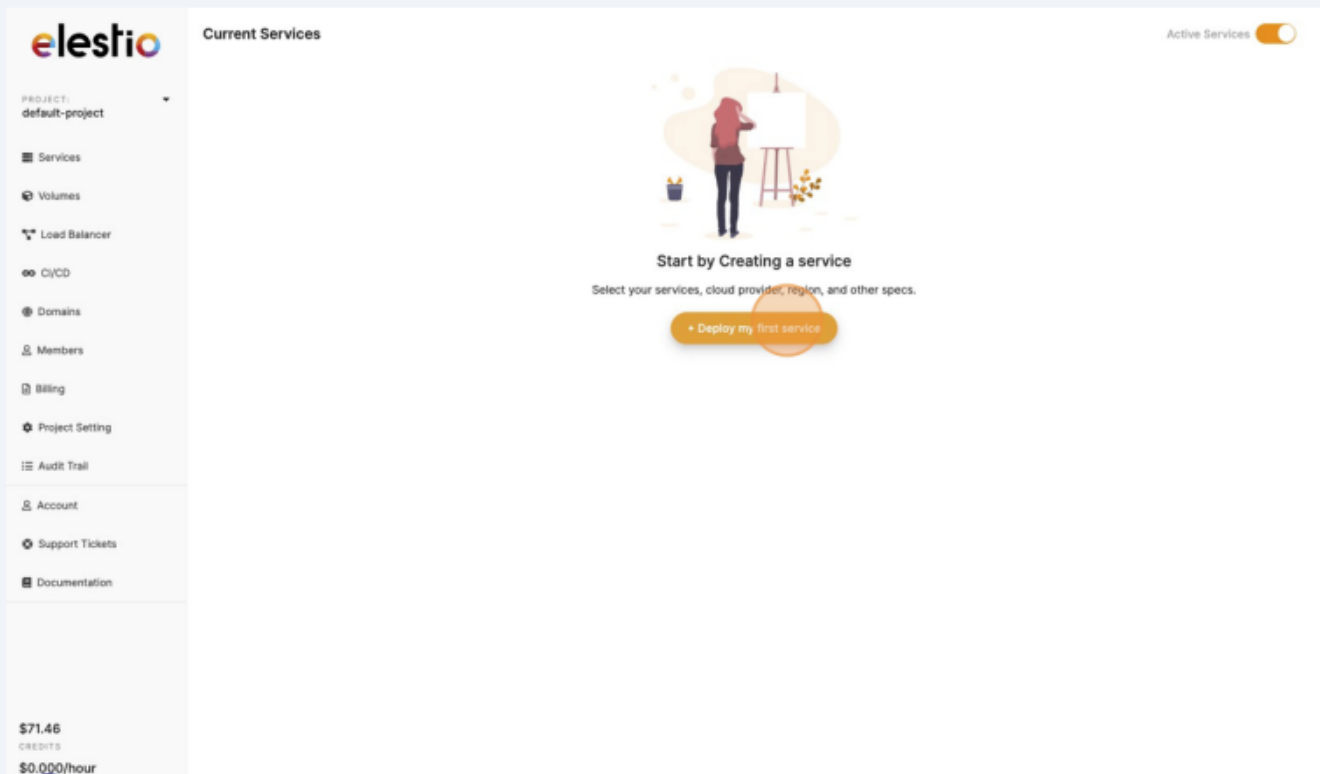 elestio
PROJECT:
default-project
Services
Volumes
Load Balancer
CI/CD
Domains
Members
Billing
Project Setting
Audit Trail
Account
Support Tickets
Documentation
$71.46
CREDITS
$0.000/hour
Current Services
Active Services
Start by Creating a service
Select your services, cloud provider, region, and other specs.
+ Deploy my first service